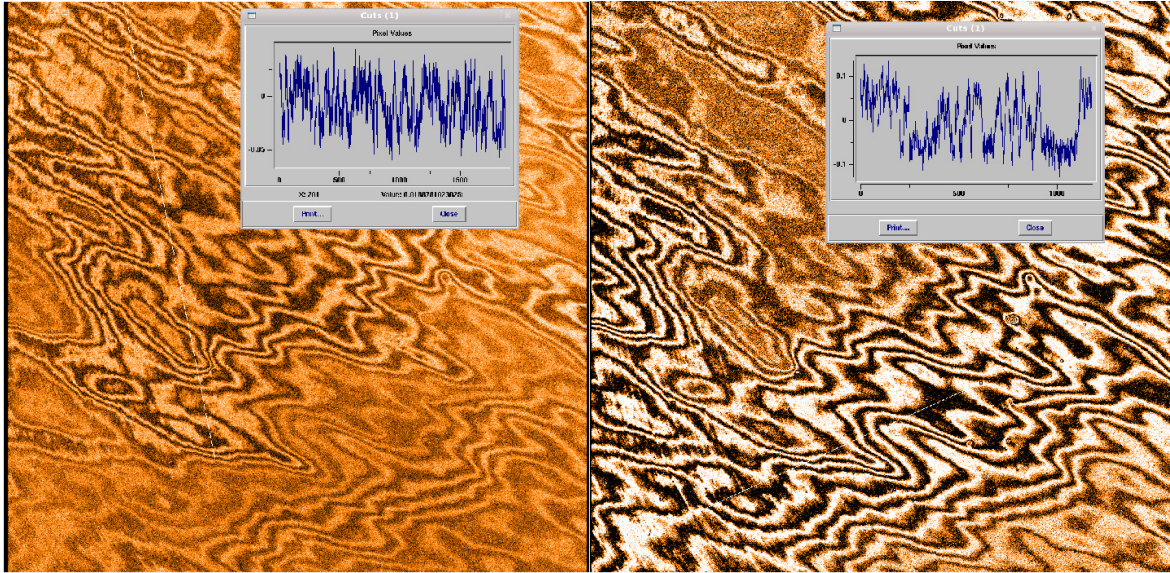 Cuts (1)
Pixel Values
0
-0.05
0 500 1000 1500
X: 201
Print...
Close
Cuts (1)
Pixel Values
0.1
0
-0.1
0 500 1000
Print...
Close